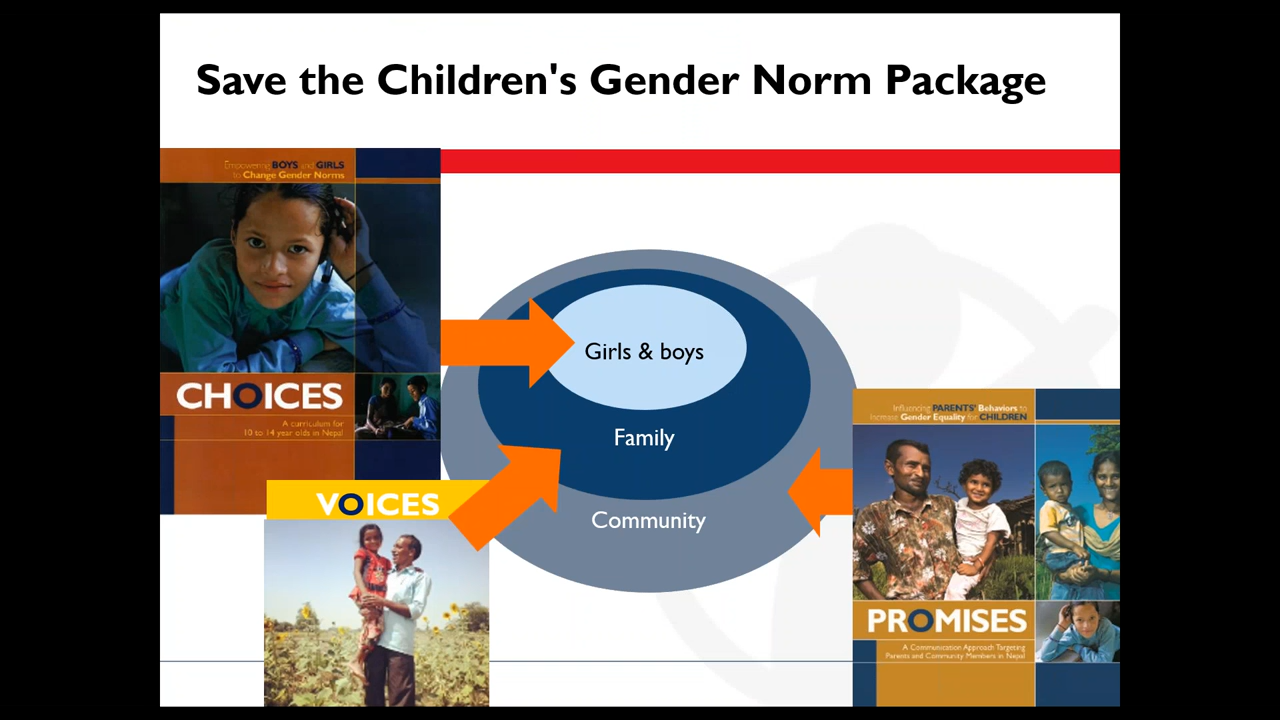 Save the Children's Gender Norm Package
Empowering BOYS and GIRLS
to Change Gender Norms
CHOICES
A curriculum for
10 to 14 year olds in Nepal
VOICES
Girls & boys
Family
Community
Influencing PARENTS' Behaviors to
Increase Gender Equality for CHILDREN
PROMISES
A Communication Approach Targeting
Parents and Community Members in Nepal